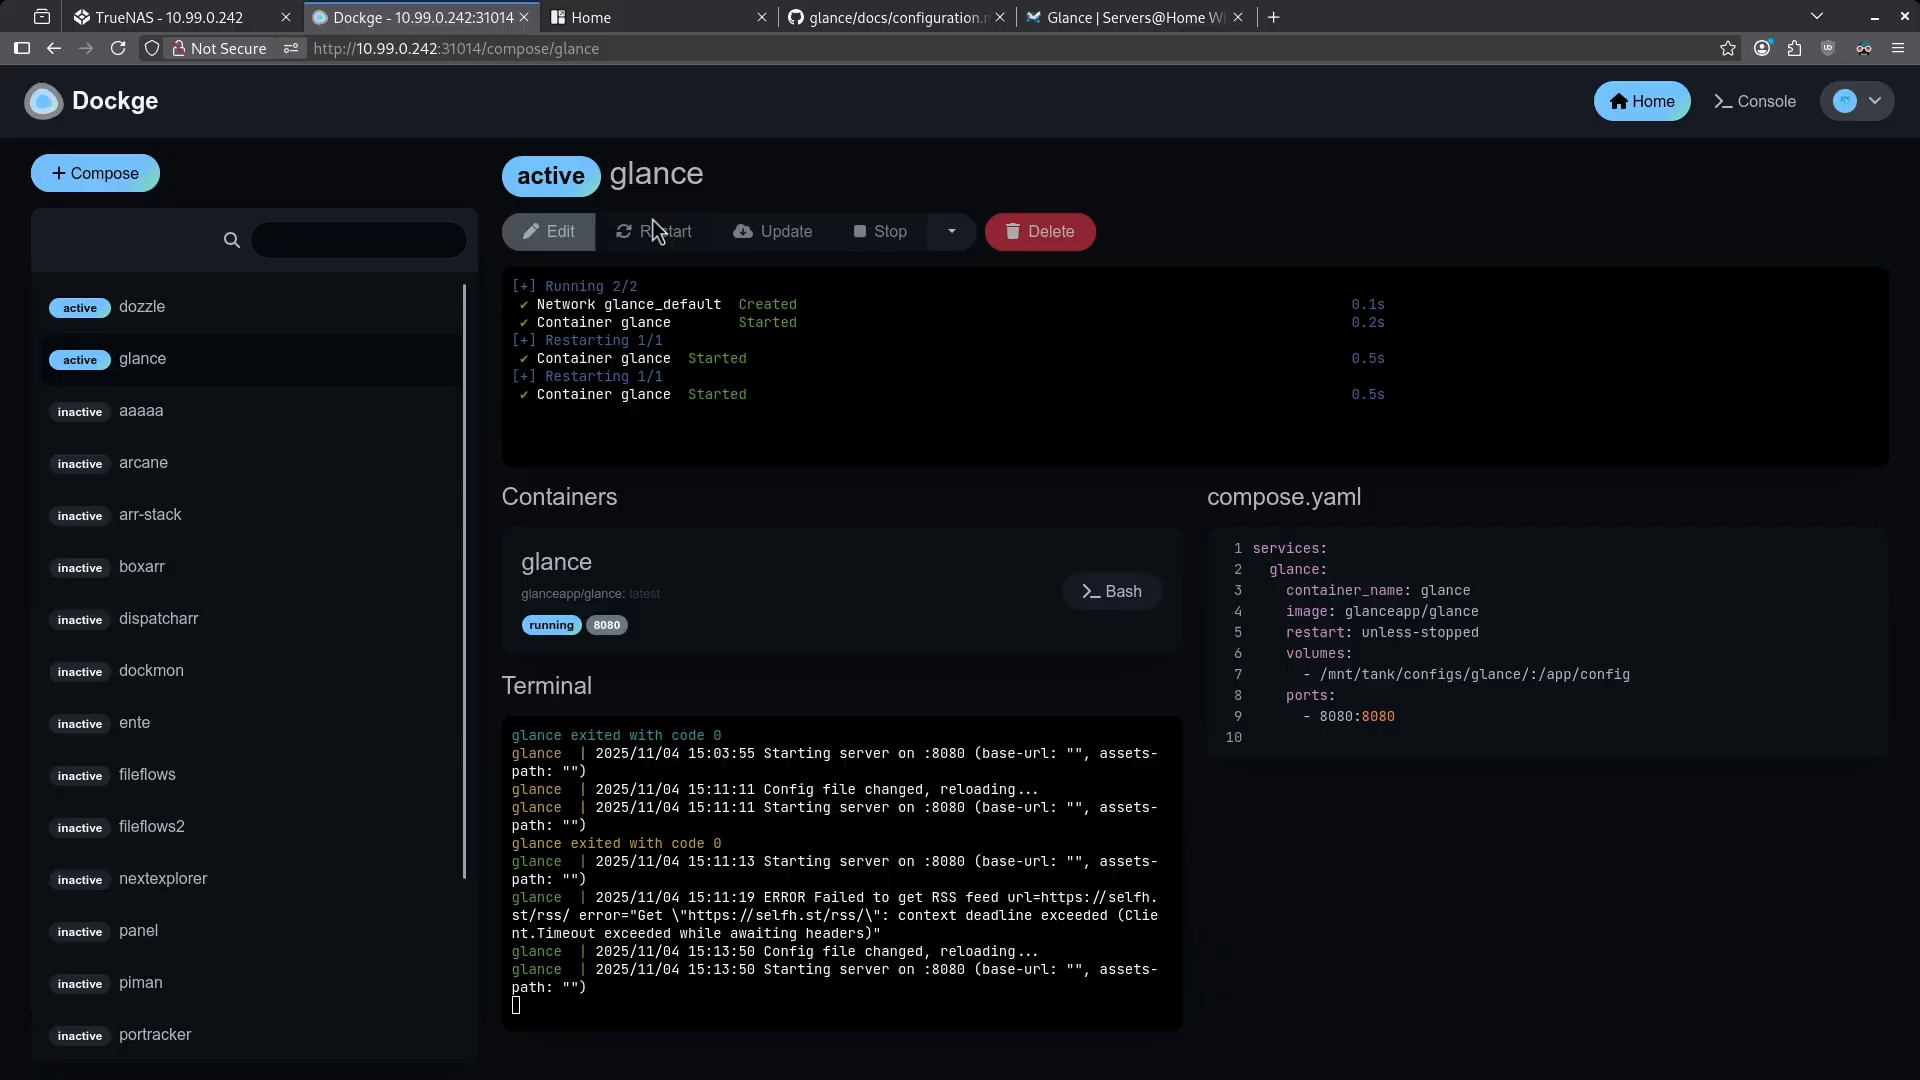 TrueNAS - 10.99.0.242
Dockge - 10.99.0.242:31014
Home
glance/docs/configuration.m
Glance | Servers@Home Wi
Not Secure
http://10.99.0.242:31014/compose/glance
Dockge
Home
Console
+ Compose
active glance
Edit
Restart
Update
Stop
Delete
active dozzle
active glance
inactive aaaaa
inactive arcane
inactive arr-stack
inactive boxarr
inactive dispatcharr
inactive dockmon
inactive ente
inactive fileflows
inactive fileflows2
inactive nextexplorer
inactive panel
inactive piman
inactive portracker
[+] Running 2/2
✔ Network glance_default Created 0.1s
✔ Container glance Started 0.2s
[+] Restarting 1/1
✔ Container glance Started 0.5s
[+] Restarting 1/1
✔ Container glance Started 0.5s
Containers
glance
glanceapp/glance: latest
running 8080
>_ Bash
Terminal
glance exited with code 0
glance | 2025/11/04 15:03:55 Starting server on :8080 (base-url: "", assets-
path: "")
glance | 2025/11/04 15:11:11 Config file changed, reloading...
glance | 2025/11/04 15:11:11 Starting server on :8080 (base-url: "", assets-
path: "")
glance exited with code 0
glance | 2025/11/04 15:11:13 Starting server on :8080 (base-url: "", assets-
path: "")
glance | 2025/11/04 15:11:19 ERROR Failed to get RSS feed url=https://selfh.
st/rss/ error="Get \"https://selfh.st/rss/\": context deadline exceeded (Clie
nt.Timeout exceeded while awaiting headers)"
glance | 2025/11/04 15:13:50 Config file changed, reloading...
glance | 2025/11/04 15:13:50 Starting server on :8080 (base-url: "", assets-
path: "")
compose.yaml
1 services:
2 glance:
3 container_name: glance
4 image: glanceapp/glance
5 restart: unless-stopped
6 volumes:
7 - /mnt/tank/configs/glance/:/app/config
8 ports:
9 - 8080:8080
10